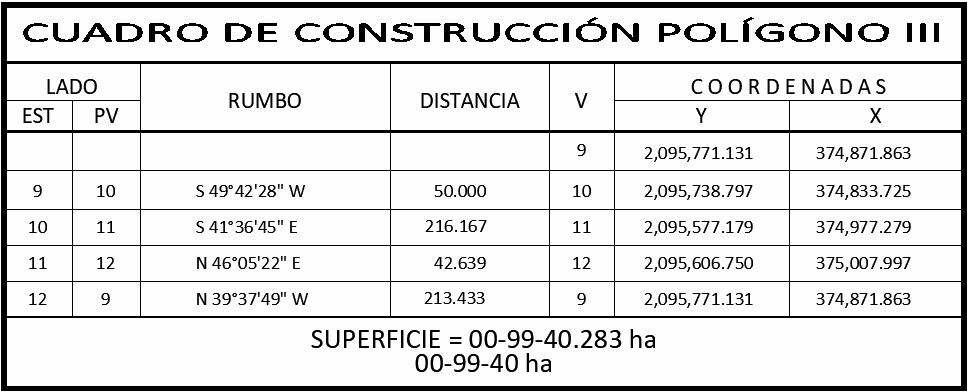 CUADRO DE CONSTRUCCIÓN POLÍGONO III
LADO RUMBO DISTANCIA V COORDENADAS
EST PV Y X
9 2,095,771.131 374,871.863
9 10 S 49°42'28" W 50.000 10 2,095,738.797 374,833.725
10 11 S 41°36'45" E 216.167 11 2,095,577.179 374,977.279
11 12 N 46°05'22" E 42.639 12 2,095,606.750 375,007.997
12 9 N 39°37'49" W 213.433 9 2,095,771.131 374,871.863
SUPERFICIE = 00-99-40.283 ha
00-99-40 ha